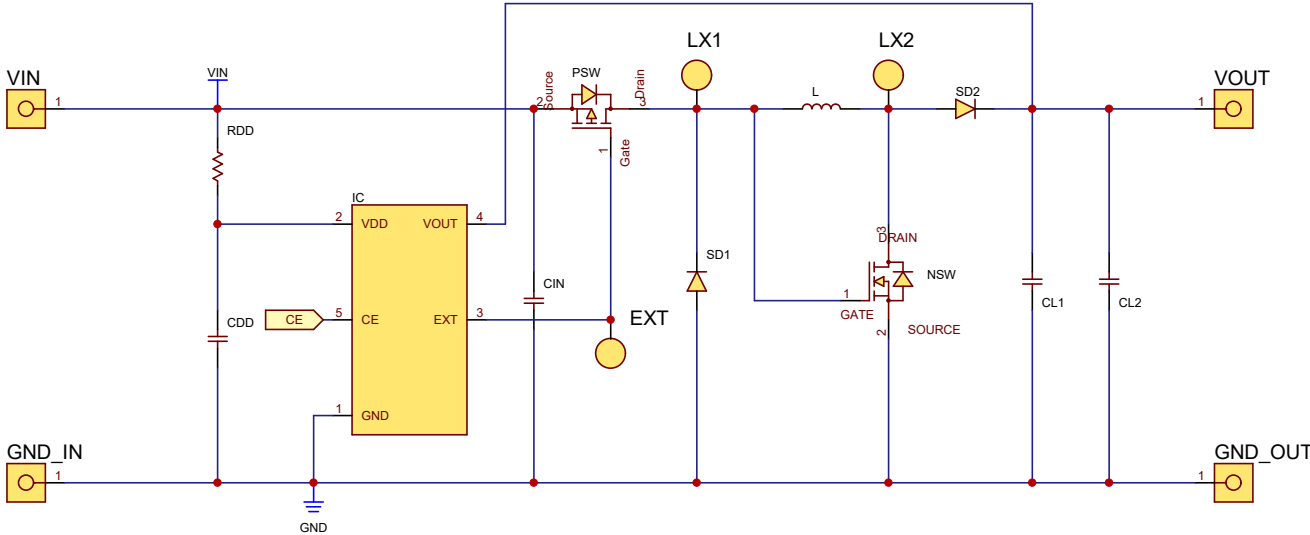 LX1
LX2
VIN
1
VIN
Source
2
PSW
Drain
3
1
Gate
L
SD2
VOUT
1
RDD
IC
2
VDD
VOUT
4
3
DRAIN
SD1
NSW
1
GATE
2
SOURCE
CIN
CL1
CL2
CDD
CE
5
CE
EXT
3
EXT
1
GND
GND_IN
1
GND
GND_OUT
1